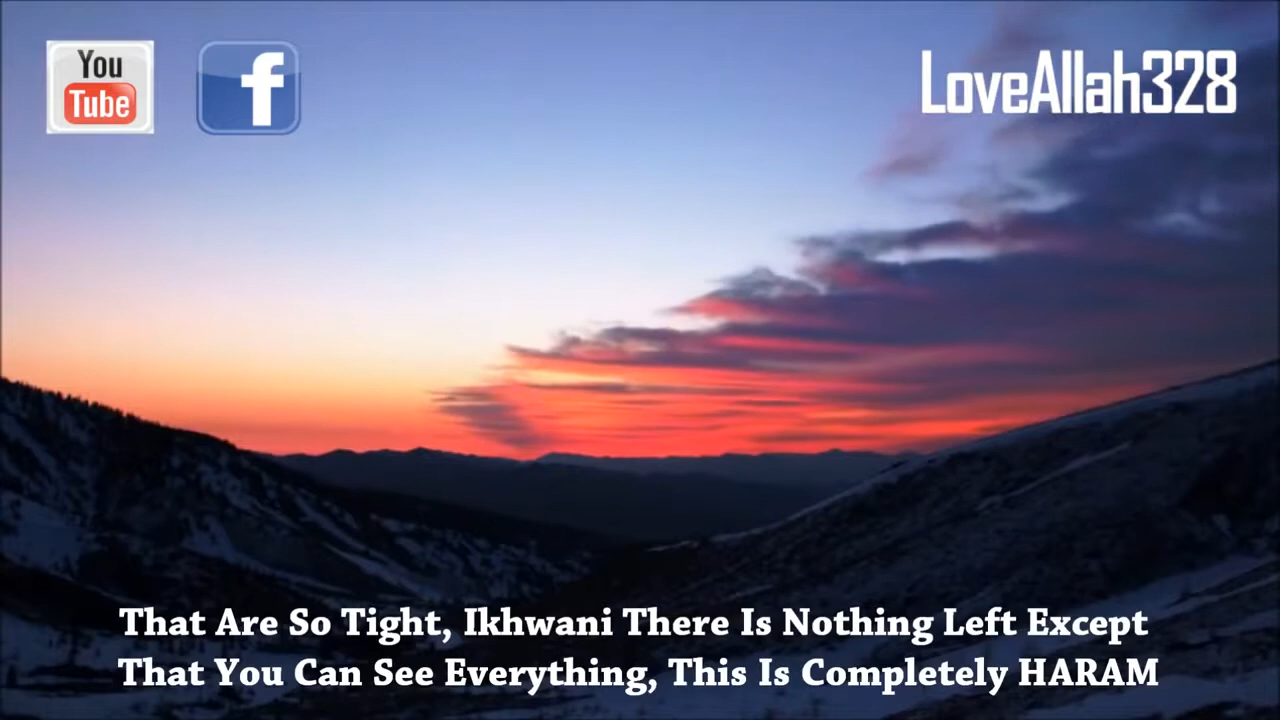 You
Tube
f
LoveAllah328
That Are So Tight, Ikhwani There Is Nothing Left Except
That You Can See Everything, This Is Completely HARAM